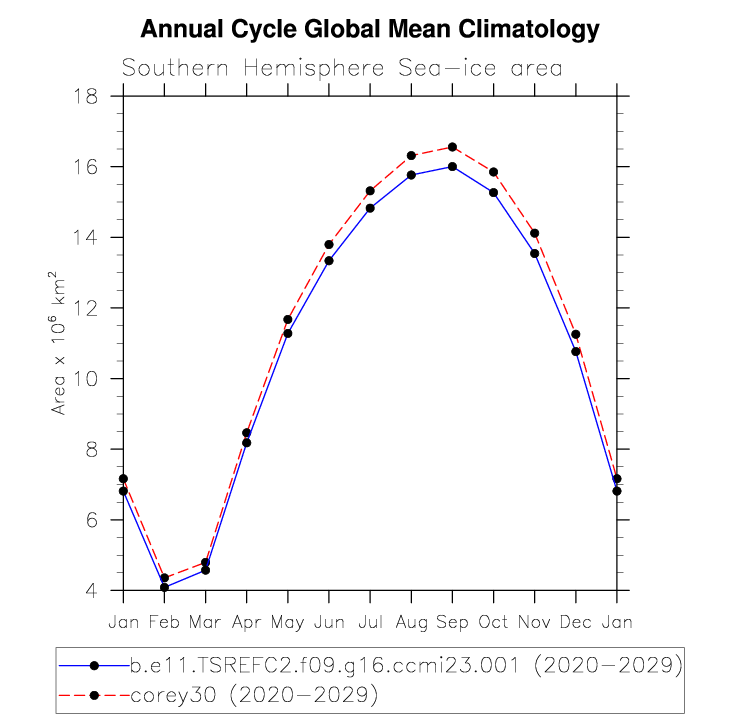 Annual Cycle Global Mean Climatology
Southern Hemisphere Sea-ice area
18
16
14
12
10
8
6
4
Area x 10⁶ km²
Jan Feb Mar Apr May Jun Jul Aug Sep Oct Nov Dec Jan
b.e11.TSREFC2.f09.g16.ccmi23.001 (2020-2029)
corey30 (2020-2029)